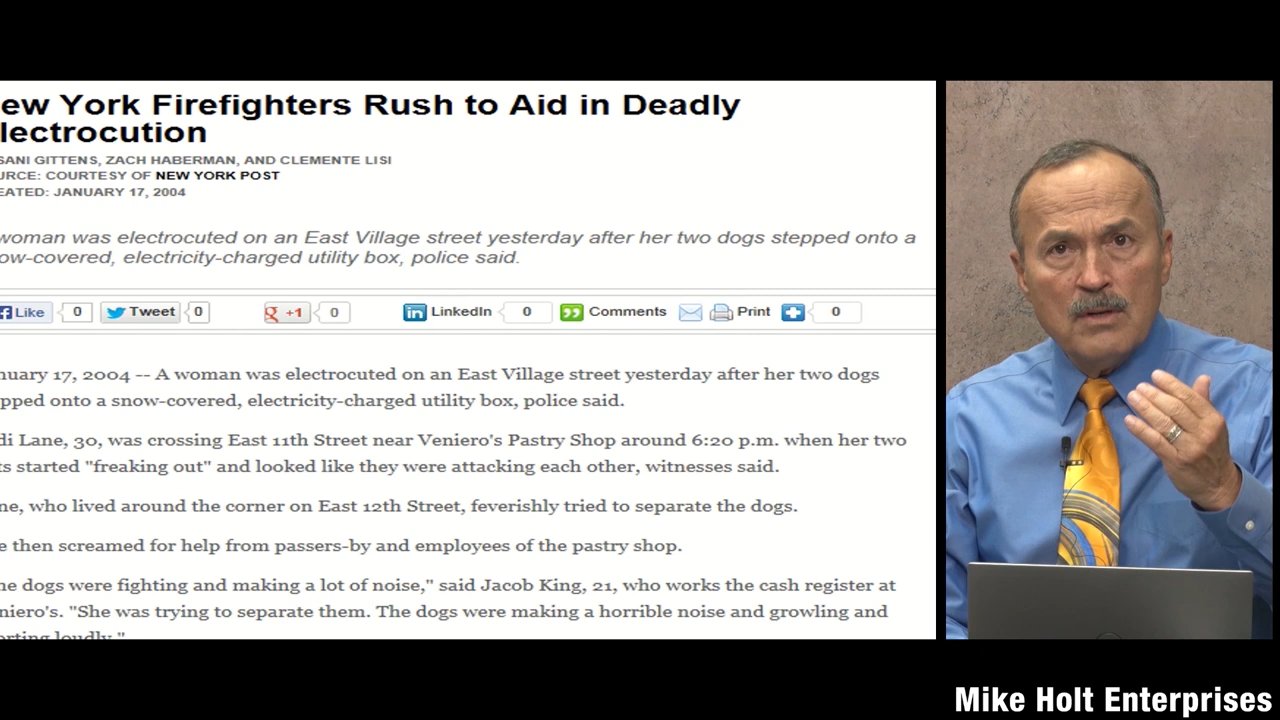 ew York Firefighters Rush to Aid in Deadly
lectrocution
SANI GITTENS, ZACH HABERMAN, AND CLEMENTE LISI
URCE: COURTESY OF NEW YORK POST
EATED: JANUARY 17, 2004
woman was electrocuted on an East Village street yesterday after her two dogs stepped onto a
ow-covered, electricity-charged utility box, police said.
Like 0 Tweet 0 +1 0 LinkedIn 0 Comments Print 0
nuary 17, 2004 -- A woman was electrocuted on an East Village street yesterday after her two dogs
pped onto a snow-covered, electricity-charged utility box, police said.
di Lane, 30, was crossing East 11th Street near Veniero's Pastry Shop around 6:20 p.m. when her two
ts started "freaking out" and looked like they were attacking each other, witnesses said.
ne, who lived around the corner on East 12th Street, feverishly tried to separate the dogs.
e then screamed for help from passers-by and employees of the pastry shop.
he dogs were fighting and making a lot of noise," said Jacob King, 21, who works the cash register at
niero's. "She was trying to separate them. The dogs were making a horrible noise and growling and
orting loudly."
Mike Holt Enterprises